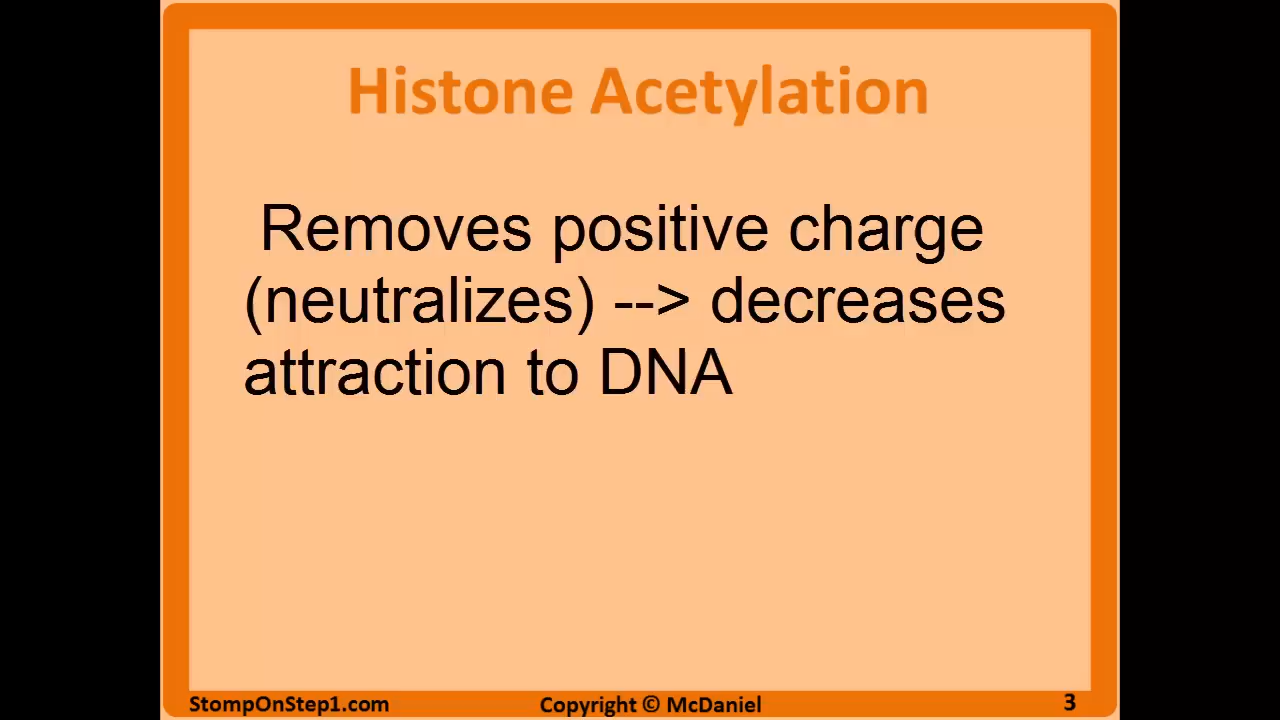 Histone Acetylation
Removes positive charge
(neutralizes) --> decreases
attraction to DNA
StompOnStep1.com
Copyright © McDaniel
3